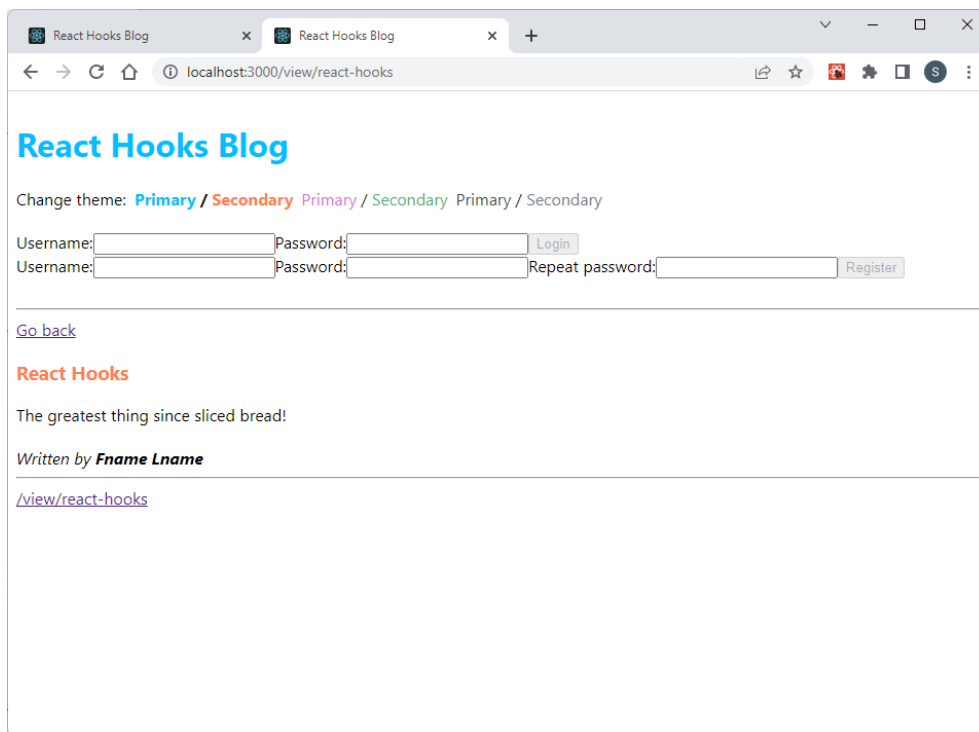 React Hooks Blog React Hooks Blog
localhost:3000/view/react-hooks S
React Hooks Blog
Change theme: Primary / Secondary Primary / Secondary Primary / Secondary
Username: Password: Login
Username: Password: Repeat password: Register
Go back
React Hooks
The greatest thing since sliced bread!
Written by Fname Lname
/view/react-hooks